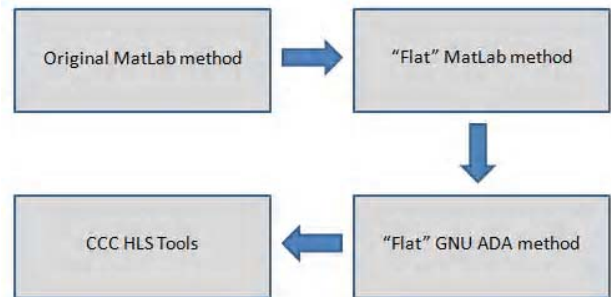 Original MatLab method
“Flat” MatLab method
“Flat” GNU ADA method
CCC HLS Tools